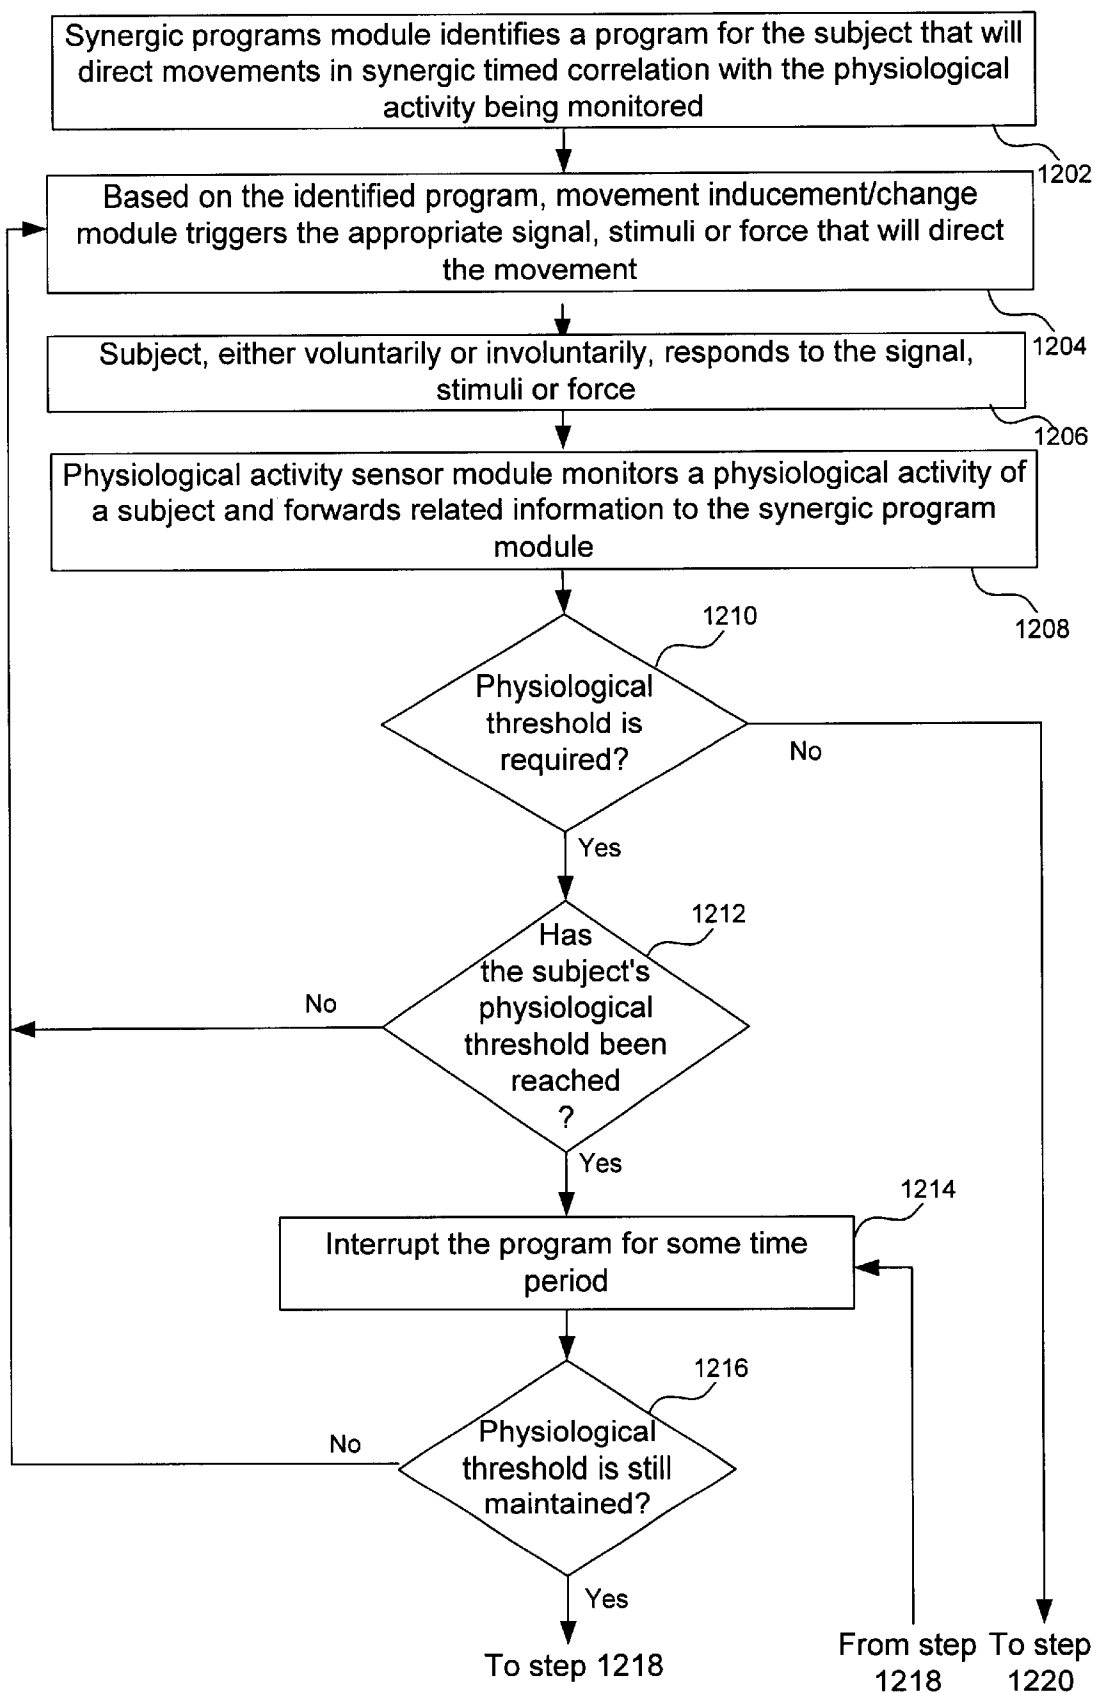 Synergic programs module identifies a program for the subject that will
direct movements in synergic timed correlation with the physiological
activity being monitored
1202
Based on the identified program, movement inducement/change
module triggers the appropriate signal, stimuli or force that will direct
the movement
1204
Subject, either voluntarily or involuntarily, responds to the signal,
stimuli or force
1206
Physiological activity sensor module monitors a physiological activity of
a subject and forwards related information to the synergic program
module
1208
1210
Physiological
threshold is
required?
No
Yes
1212
Has
the subject's
physiological
threshold been
reached
?
No
Yes
1214
Interrupt the program for some time
period
1216
Physiological
threshold is still
maintained?
No
Yes
To step 1218
From step
1218
To step
1220